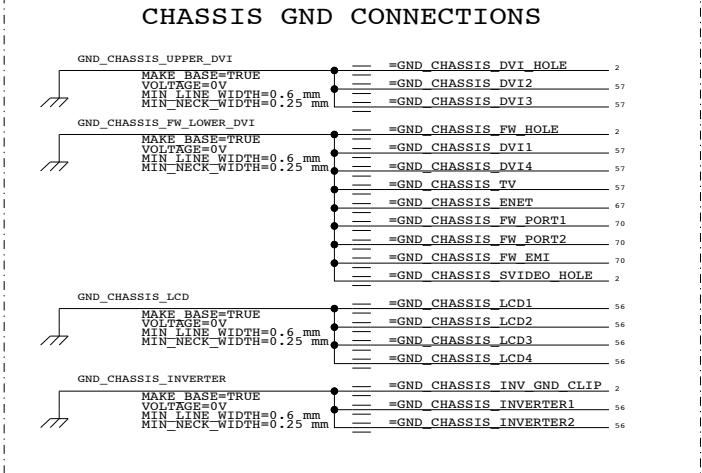 CHASSIS GND CONNECTIONS
GND_CHASSIS_UPPER_DVI
MAKE_BASE=TRUE
VOLTAGE=0V
MIN_LINE_WIDTH=0.6 mm
MIN_NECK_WIDTH=0.25 mm
=GND_CHASSIS_DVI_HOLE 2
=GND_CHASSIS_DVI2 57
=GND_CHASSIS_DVI3 57
GND_CHASSIS_FW_LOWER_DVI
MAKE_BASE=TRUE
VOLTAGE=0V
MIN_LINE_WIDTH=0.6 mm
MIN_NECK_WIDTH=0.25 mm
=GND_CHASSIS_FW_HOLE 2
=GND_CHASSIS_DVI1 57
=GND_CHASSIS_DVI4 57
=GND_CHASSIS_TV 57
=GND_CHASSIS_ENET 67
=GND_CHASSIS_FW_PORT1 70
=GND_CHASSIS_FW_PORT2 70
=GND_CHASSIS_FW_EMI 70
=GND_CHASSIS_SVIDEO_HOLE 2
GND_CHASSIS_LCD
MAKE_BASE=TRUE
VOLTAGE=0V
MIN_LINE_WIDTH=0.6 mm
MIN_NECK_WIDTH=0.25 mm
=GND_CHASSIS_LCD1 56
=GND_CHASSIS_LCD2 56
=GND_CHASSIS_LCD3 56
=GND_CHASSIS_LCD4 56
GND_CHASSIS_INVERTER
MAKE_BASE=TRUE
VOLTAGE=0V
MIN_LINE_WIDTH=0.6 mm
MIN_NECK_WIDTH=0.25 mm
=GND_CHASSIS_INV_GND_CLIP 2
=GND_CHASSIS_INVERTER1 56
=GND_CHASSIS_INVERTER2 56